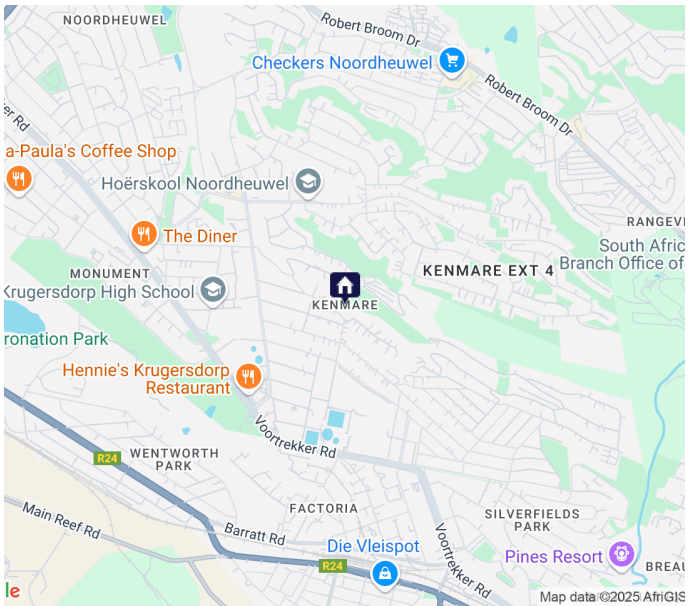 NOORDHEUWEL
Robert Broom Dr
Checkers Noordheuwel
Robert Broom Dr
er Rd
a-Paula's Coffee Shop
Hoërskool Noordheuwel
The Diner
RANGEV
South Afric
Branch Office of
MONUMENT
KENMARE EXT 4
Krugersdorp High School
KENMARE
ronation Park
Hennie's Krugersdorp
Restaurant
Voortrekker Rd
R24
WENTWORTH
PARK
FACTORIA
SILVERFIELDS
PARK
Main Reef Rd
Barratt Rd
Voortrekker Rd
Die Vleispot
R24
Pines Resort
BREAU
le
Map data ©2025 AfriGIS